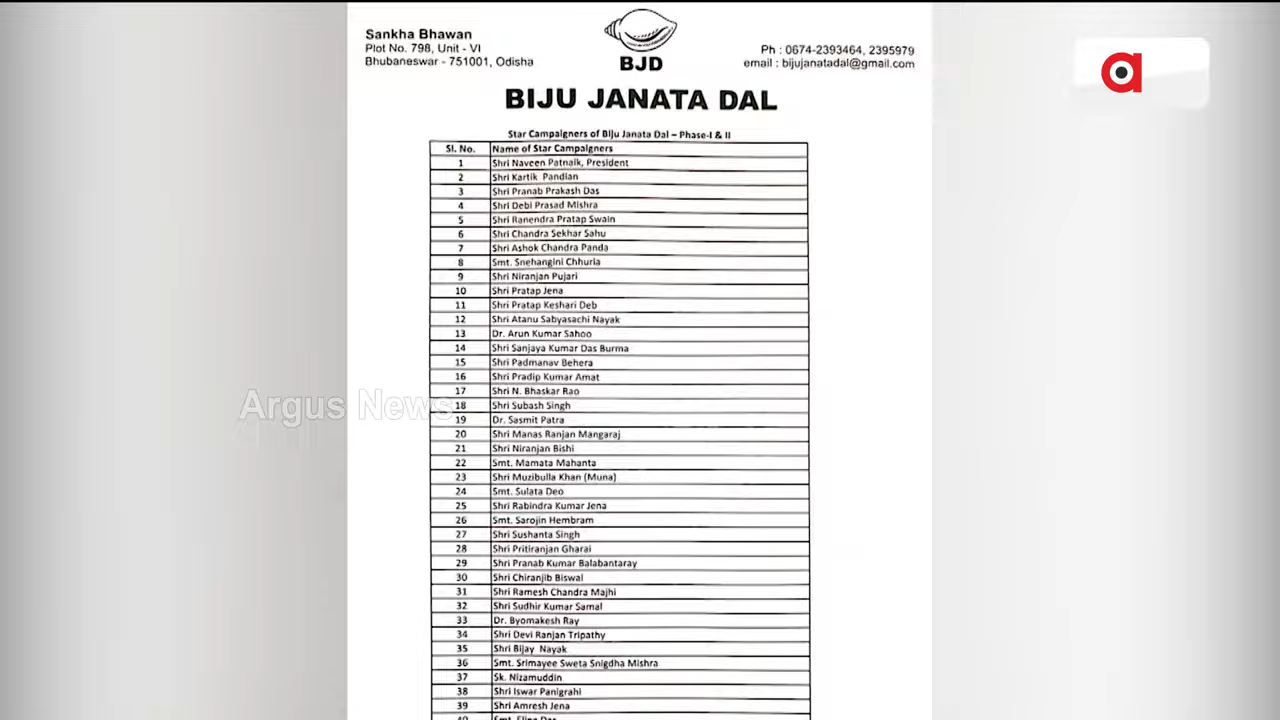 Sankha Bhawan
Plot No. 798, Unit - VI
Bhubaneswar - 751001, Odisha
BJD
Ph : 0674-2393464, 2395979
email : bijujanatadal@gmail.com
a
BIJU JANATA DAL
Star Campaigners of Biju Janata Dal – Phase-I & II
Sl. No. Name of Star Campaigners
1 Shri Naveen Patnaik, President
2 Shri Kartik Pandian
3 Shri Pranab Prakash Das
4 Shri Debi Prasad Mishra
5 Shri Ranendra Pratap Swain
6 Shri Chandra Sekhar Sahu
7 Shri Ashok Chandra Panda
8 Smt. Snehangini Chhuria
9 Shri Niranjan Pujari
10 Shri Pratap Jena
11 Shri Pratap Keshari Deb
12 Shri Atanu Sabyasachi Nayak
13 Dr. Arun Kumar Sahoo
14 Shri Sanjaya Kumar Das Burma
15 Shri Padmanav Behera
16 Shri Pradip Kumar Amat
17 Shri N. Bhaskar Rao
Argus News
18 Shri Subash Singh
19 Dr. Sasmit Patra
20 Shri Manas Ranjan Mangaraj
21 Shri Niranjan Bishi
22 Smt. Mamata Mahanta
23 Shri Muzibulla Khan (Muna)
24 Smt. Sulata Deo
25 Shri Rabindra Kumar Jena
26 Smt. Sarojin Hembram
27 Shri Sushanta Singh
28 Shri Pritiranjan Gharai
29 Shri Pranab Kumar Balabantaray
30 Shri Chiranjib Biswal
31 Shri Ramesh Chandra Majhi
32 Shri Sudhir Kumar Samal
33 Dr. Byomakesh Ray
34 Shri Devi Ranjan Tripathy
35 Shri Bijay Nayak
36 Smt. Srimayee Sweta Snigdha Mishra
37 Sk. Nizamuddin
38 Shri Iswar Panigrahi
39 Shri Amresh Jena